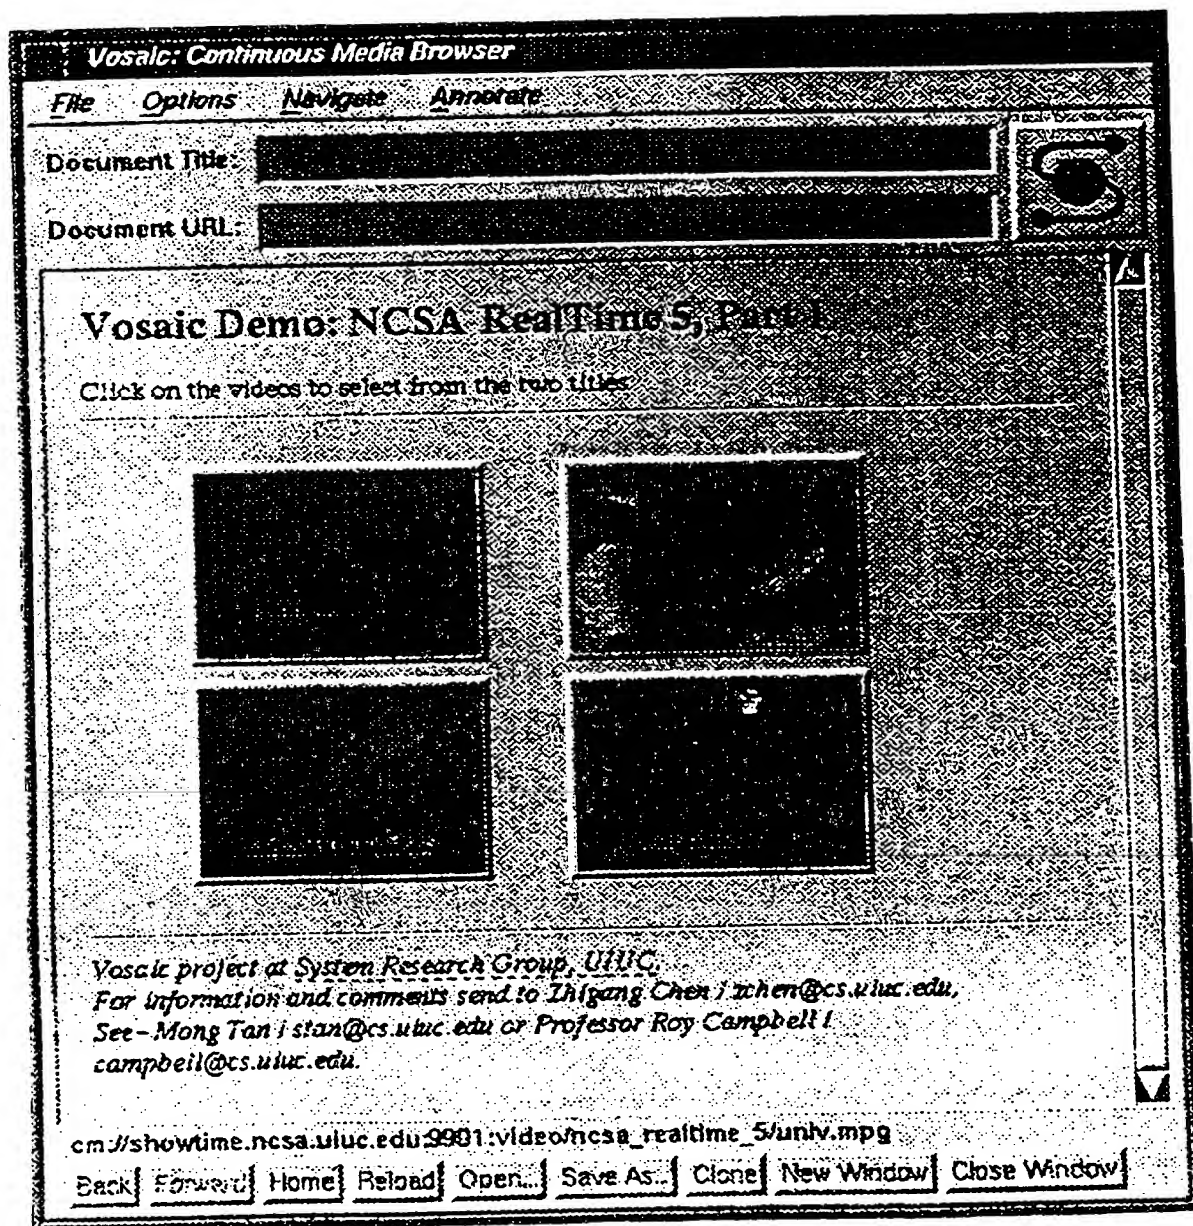 Vosaic: Continuous Media Browser
File Options Navigate Annotate
Document Title:
Document URL:
Vosaic Demo: NCSA RealTime 5, Part I
Click on the videos to select from the two titles
Vosaic project at System Research Group, UIUC.
For information and comments send to Zhigang Chen / zchen@cs.uiuc.edu,
See-Mong Tan / stan@cs.uiuc.edu or Professor Roy Campbell /
campbell@cs.uiuc.edu.
cm://showtime.ncsa.uiuc.edu:9901:video/ncsa_realtime_5/univ.mpg
Back Forward Home Reload Open... Save As... Clone New Window Close Window